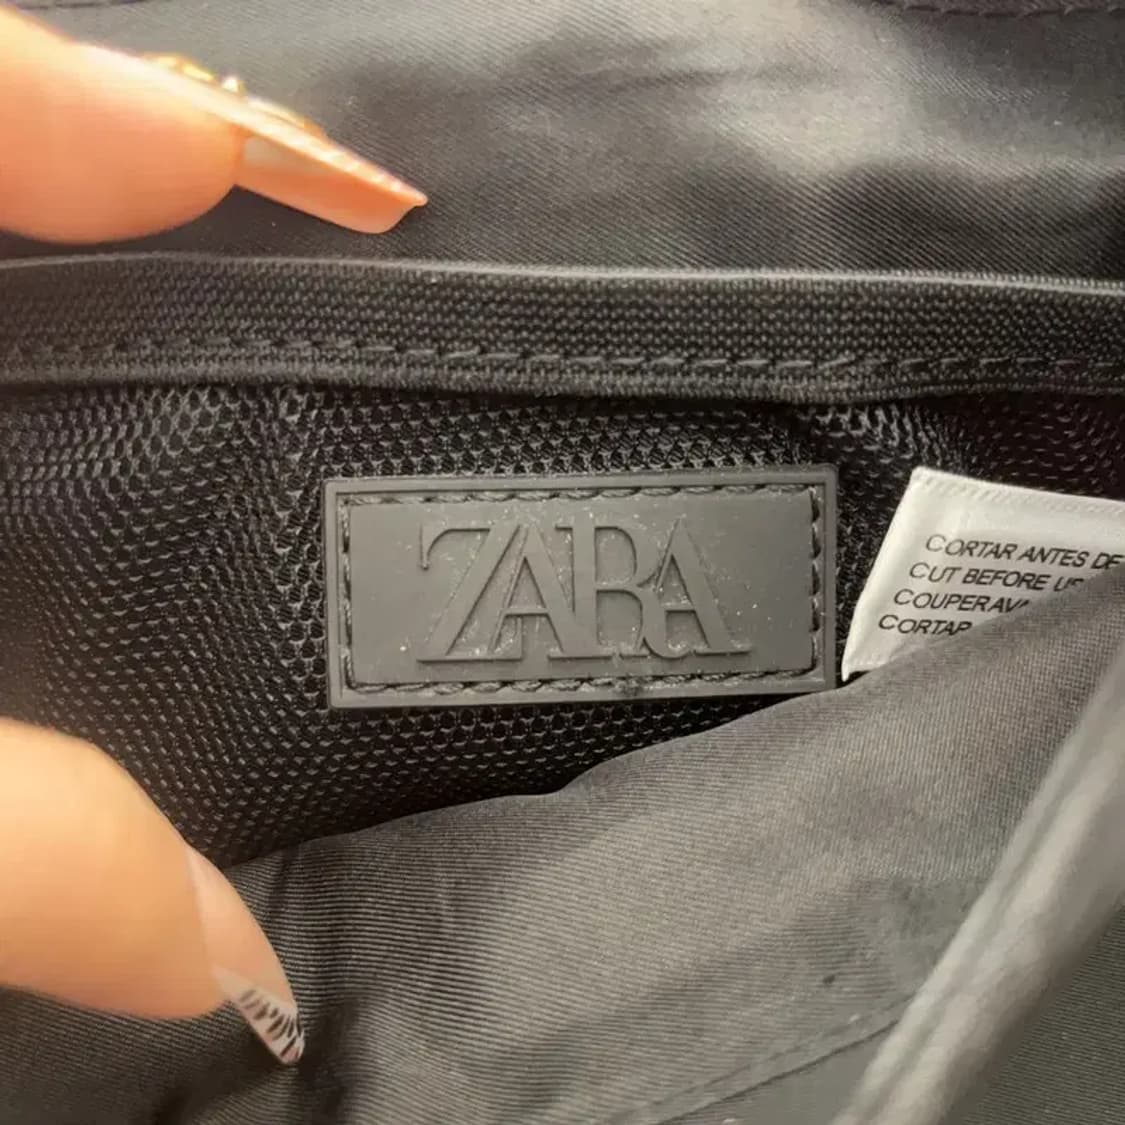 ZARA
CORTAR ANTES DE
CUT BEFORE
COUPER
CORTAR